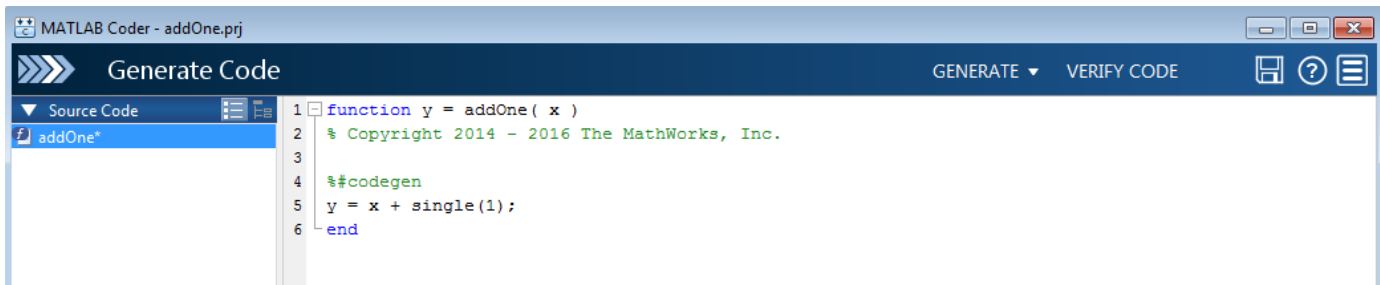 MATLAB Coder - addOne.prj
Generate Code GENERATE ▼ VERIFY CODE ?
▼ Source Code
addOne*
1 function y = addOne( x )
2 % Copyright 2014 - 2016 The MathWorks, Inc.
3
4 %#codegen
5 y = x + single(1);
6 end